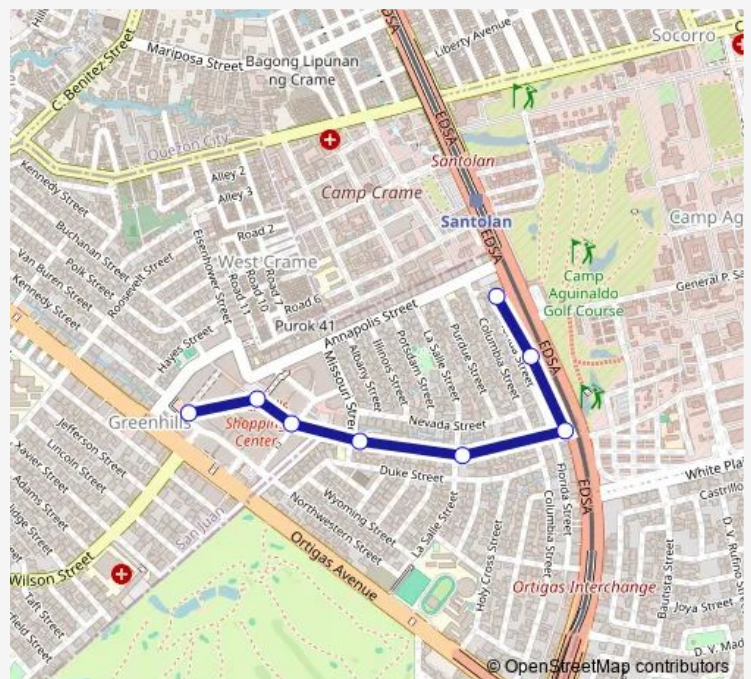 EDSA
Liberty Avenue
Socorro
Mariposa Street
C. Benitez Street
Bagong Lipunan
ng Crame
EDSA
Quezon City
Santolan
Alley 2
Alley 3
Camp Crame
Kennedy Street
Santolan
Camp Ag
Buchanan Street
Polk Street
Roosevelt Street
Eisenhower Street
Road 2
EDSA
Van Buren Street
Kennedy Street
West Crame
Road 11
Road 10
Road 7
Road 6
Camp
Aguinaldo
Golf Course
General P. Sa
Purok 41
Annapolis Street
Hayes Street
Missouri Street
Albany Street
Illinois Street
Potsdam Street
La Salle Street
Purdue Street
Columbia Street
Street
EDSA
Greenhills
Shopping
Center
Nevada Street
Jefferson Street
Lincoln Street
Xavier Street
Adams Street
Duke Street
White Plai
Castrillo
EDSA
Florida Street
Columbia Street
San Juan
Wyoming Street
Northwestern Street
La Salle Street
Holy Cross Street
Wilson Street
Taft Street
Ortigas Avenue
Ortigas Interchange
Bautista Street
D. V. Rufino Str
Joya Street
D. V. Mad
© OpenStreetMap contributors